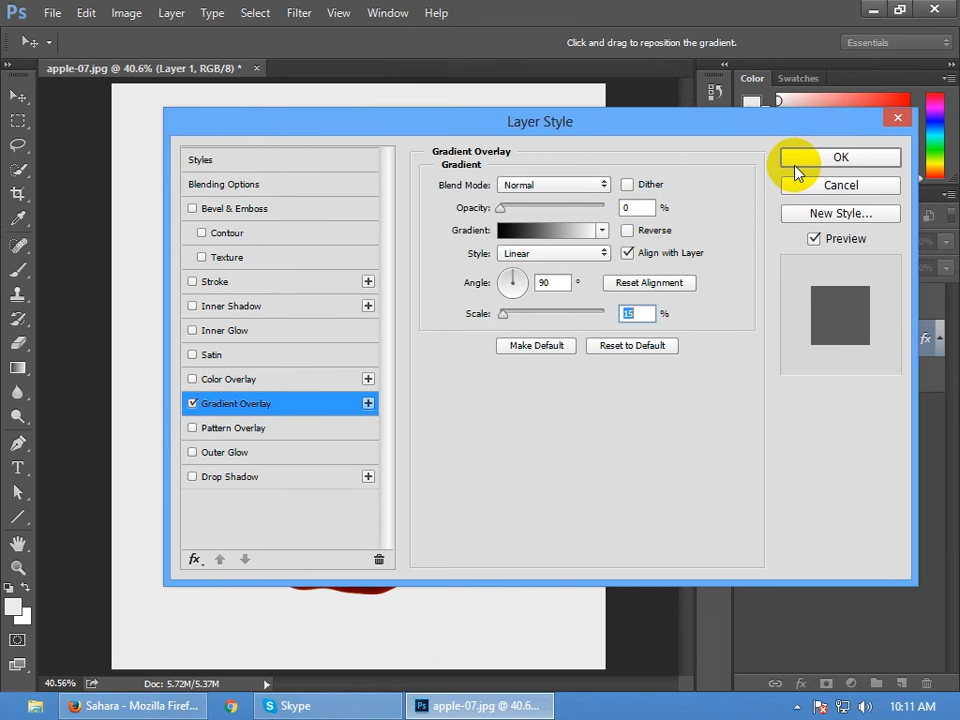 Ps File Edit Image Layer Type Select Filter View Window Help
Click and drag to reposition the gradient.
Essentials
apple-07.jpg @ 40.6% (Layer 1, RGB/8) *
Color Swatches
Layer Style
Styles
Blending Options
Bevel & Emboss
Contour
Texture
Stroke
Inner Shadow
Inner Glow
Satin
Color Overlay
Gradient Overlay
Pattern Overlay
Outer Glow
Drop Shadow
fx
Gradient Overlay
Gradient
Blend Mode: Normal Dither
Opacity: 0 %
Gradient: Reverse
Style: Linear Align with Layer
Angle: 90 ° Reset Alignment
Scale: 15 %
Make Default Reset to Default
OK
Cancel
New Style...
Preview
fx
40.56% Doc: 5.72M/5.37M
fx
Sahara - Mozilla Firef... Skype Ps apple-07.jpg @ 40.6%... 10:11 AM